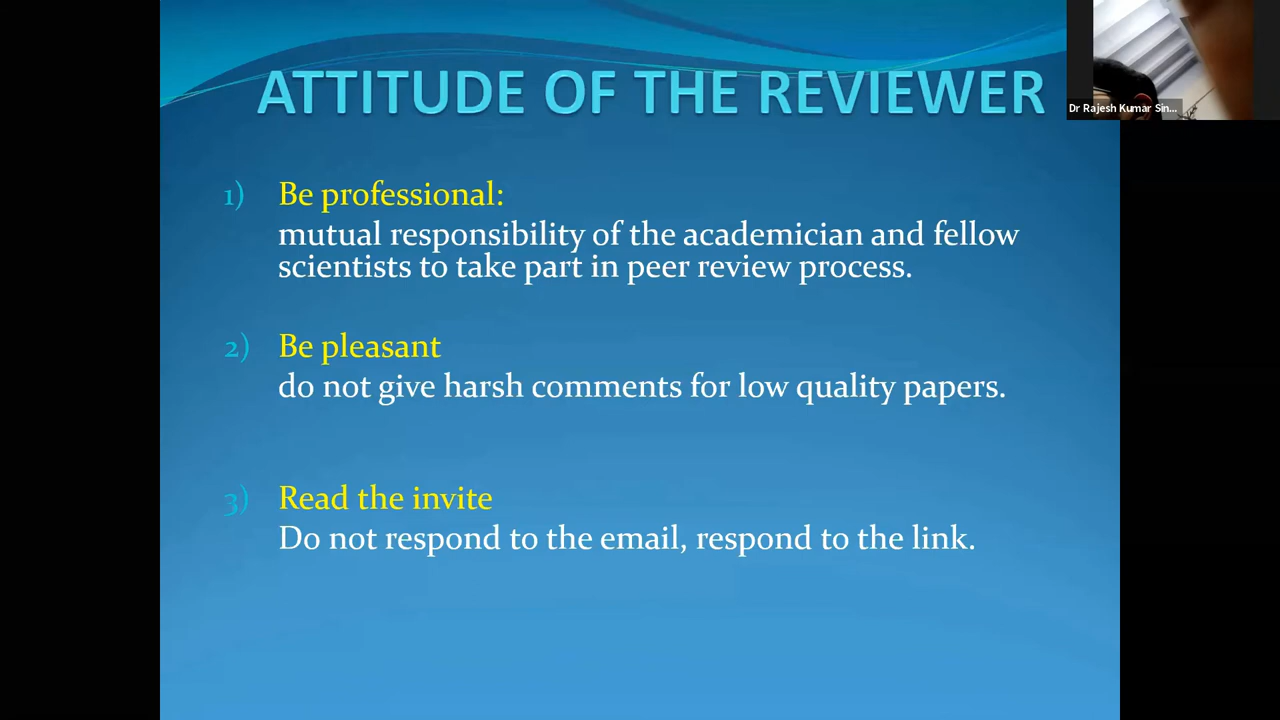 ATTITUDE OF THE REVIEWER
Dr Rajesh Kumar Sin...
1) Be professional:
mutual responsibility of the academician and fellow
scientists to take part in peer review process.
2) Be pleasant
do not give harsh comments for low quality papers.
3) Read the invite
Do not respond to the email, respond to the link.